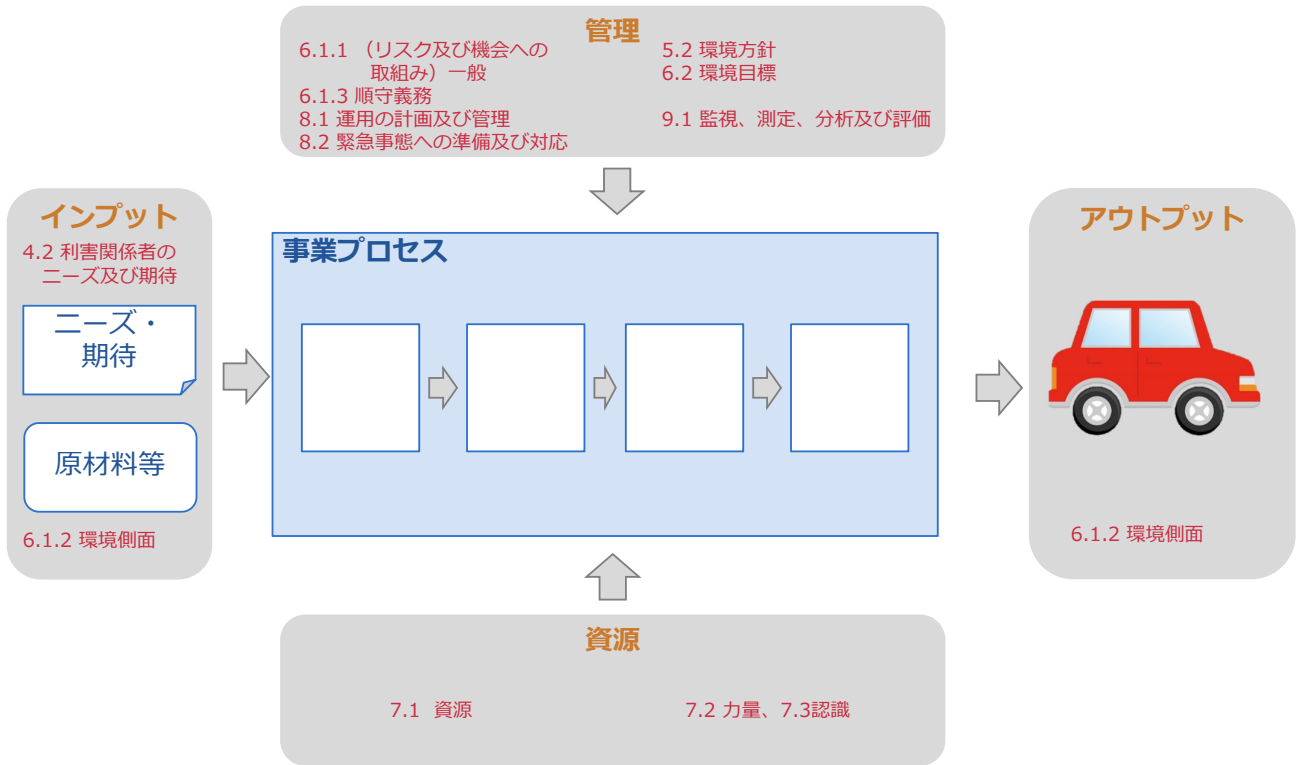 管理
6.1.1 （リスク及び機会への
取組み）一般
6.1.3 順守義務
8.1 運用の計画及び管理
8.2 緊急事態への準備及び対応
5.2 環境方針
6.2 環境目標
9.1 監視、測定、分析及び評価
インプット
4.2 利害関係者の
ニーズ及び期待
ニーズ・
期待
原材料等
6.1.2 環境側面
事業プロセス
アウトプット
6.1.2 環境側面
資源
7.1 資源
7.2 力量、7.3認識